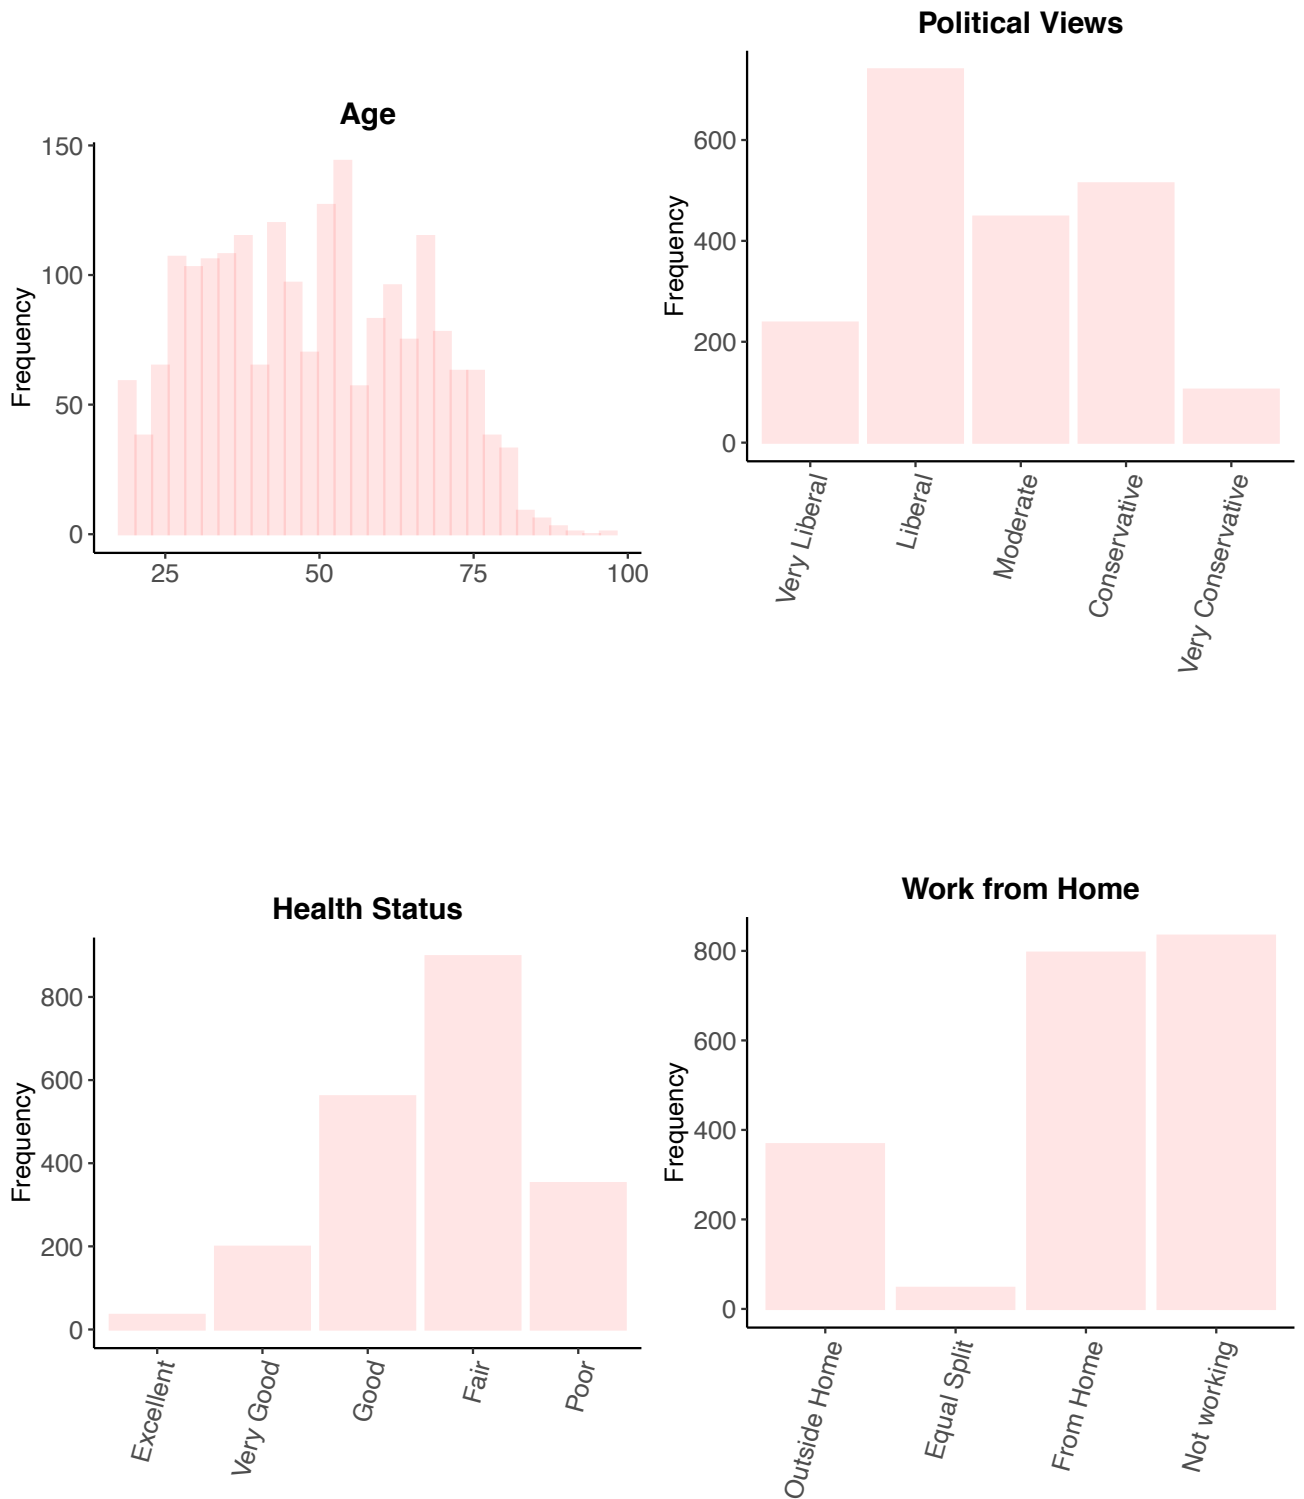 Age
Frequency
150
100
50
0
25 50 75 100
Political Views
Frequency
600
400
200
0
Very Liberal
Liberal
Moderate
Conservative
Very Conservative
Health Status
Frequency
800
600
400
200
0
Excellent
Very Good
Good
Fair
Poor
Work from Home
Frequency
800
600
400
200
0
Outside Home
Equal Split
From Home
Not working